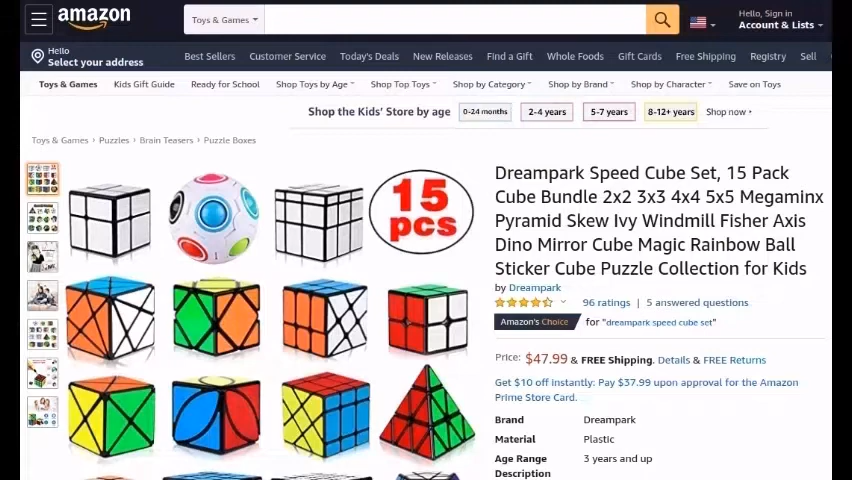 amazon
Toys & Games
Hello, Sign in
Account & Lists
Hello
Select your address
Best Sellers Customer Service Today's Deals New Releases Find a Gift Whole Foods Gift Cards Free Shipping Registry Sell
Toys & Games Kids Gift Guide Ready for School Shop Toys by Age Shop Top Toys Shop by Category Shop by Brand Shop by Character Save on Toys
Shop the Kids' Store by age 0-24 months 2-4 years 5-7 years 8-12+ years Shop now
Toys & Games › Puzzles › Brain Teasers › Puzzle Boxes
15
pcs
Dreampark Speed Cube Set, 15 Pack
Cube Bundle 2x2 3x3 4x4 5x5 Megaminx
Pyramid Skew Ivy Windmill Fisher Axis
Dino Mirror Cube Magic Rainbow Ball
Sticker Cube Puzzle Collection for Kids
by Dreampark
96 ratings | 5 answered questions
Amazon's Choice for "dreampark speed cube set"
Price: $47.99 & FREE Shipping. Details & FREE Returns
Get $10 off instantly: Pay $37.99 upon approval for the Amazon
Prime Store Card.
Brand Dreampark
Material Plastic
Age Range 3 years and up
Description